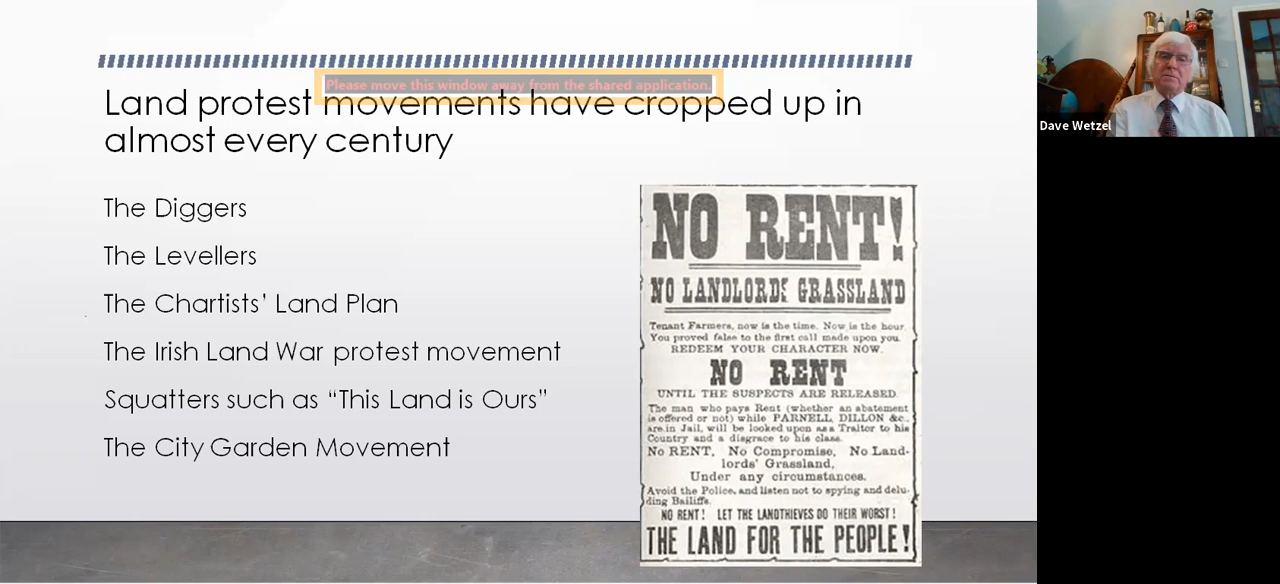 Please move this window away from the shared application.
Land protest movements have cropped up in
almost every century
The Diggers
The Levellers
The Chartists' Land Plan
The Irish Land War protest movement
Squatters such as "This Land is Ours"
The City Garden Movement
NO RENT!
NO LANDLORDS GRASSLAND
Tenant Farmers, now is the time. Now is the hour.
You proved false to the first call made upon you.
REDEEM YOUR CHARACTER NOW.
NO RENT
UNTIL THE SUSPECTS ARE RELEASED.
The man who pays Rent (whether an abatement
is offered or not) while PARNELL, DILLON &c.,
are in Jail, will be looked upon as a Traitor to his
Country and a disgrace to his class.
No RENT, No Compromise, No Land-
lords' Grassland,
Under any circumstances.
Avoid the Police, and listen not to spying and delu-
ding Bailiffs.
NO RENT! LET THE LANDTHIEVES DO THEIR WORST!
THE LAND FOR THE PEOPLE!
Dave Wetzel